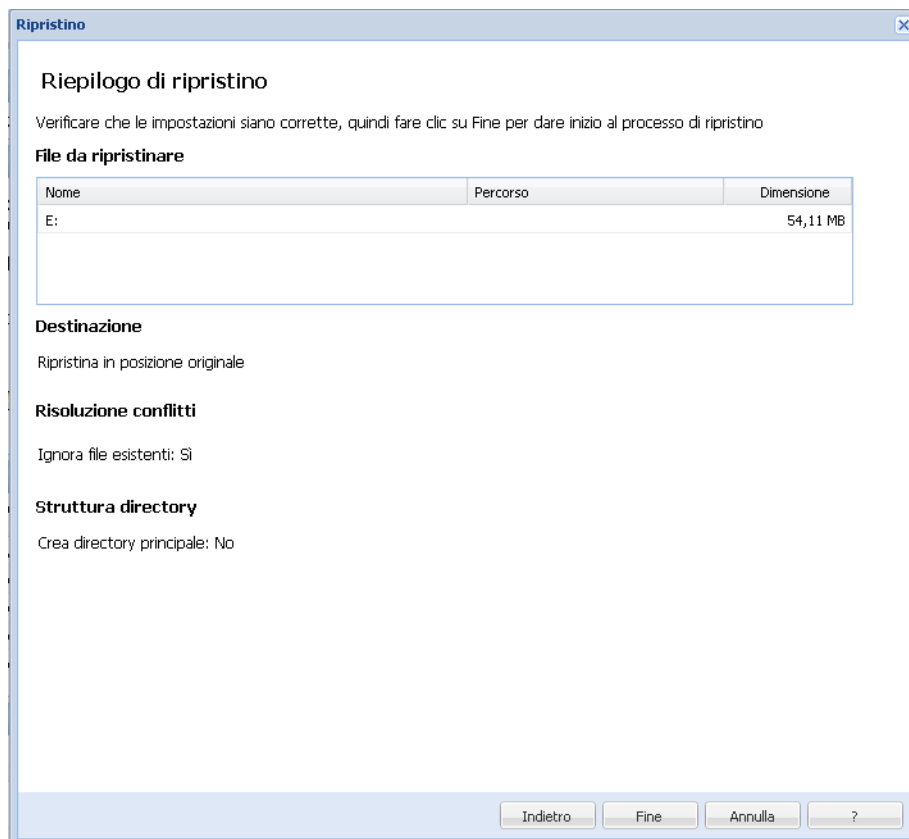 Ripristino
Riepilogo di ripristino
Verificare che le impostazioni siano corrette, quindi fare clic su Fine per dare inizio al processo di ripristino
File da ripristinare
Nome Percorso Dimensione
E: 54,11 MB
Destinazione
Ripristina in posizione originale
Risoluzione conflitti
Ignora file esistenti: Sì
Struttura directory
Crea directory principale: No
Indietro Fine Annulla ?